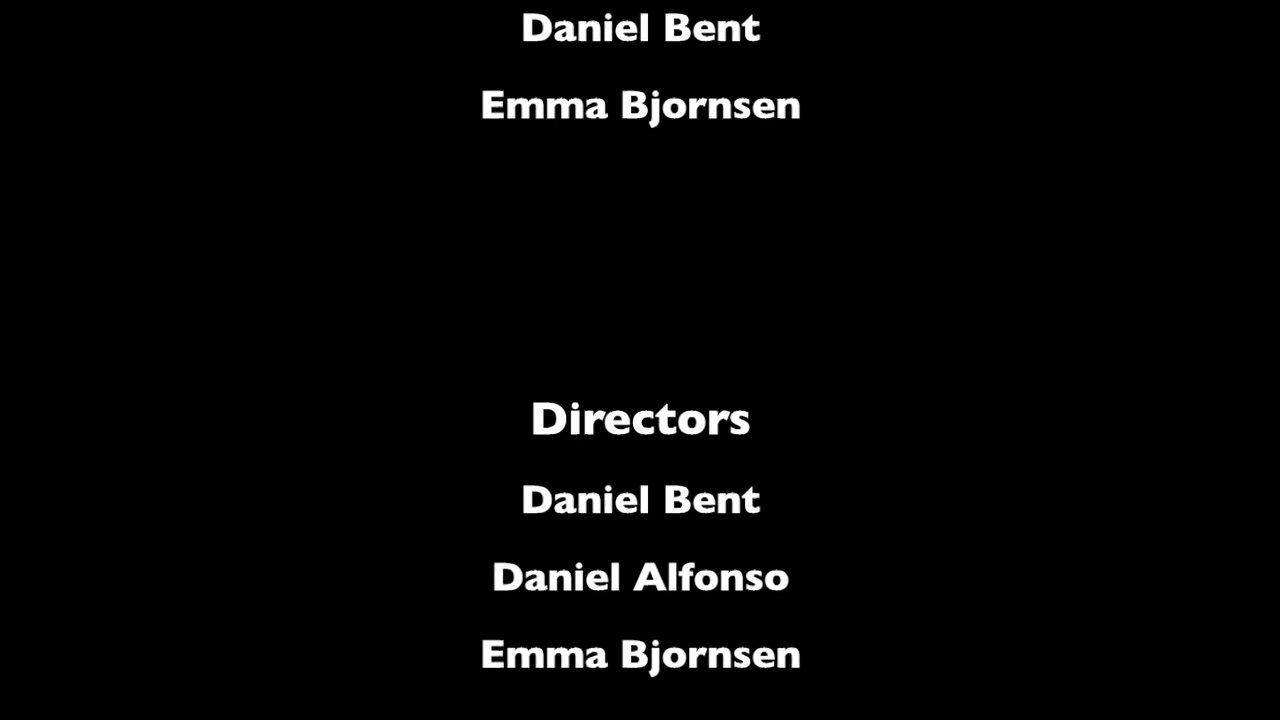 Daniel Bent
Emma Bjornsen
Directors
Daniel Bent
Daniel Alfonso
Emma Bjornsen